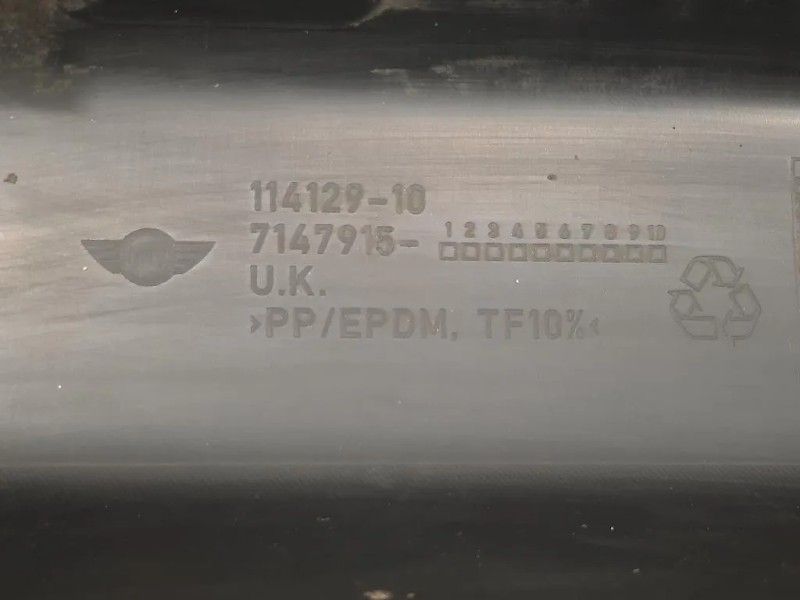 114129-10
7147915- 1 2 3 4 5 6 7 8 9 10
U.K.
>PP/EPDM, TF10%<